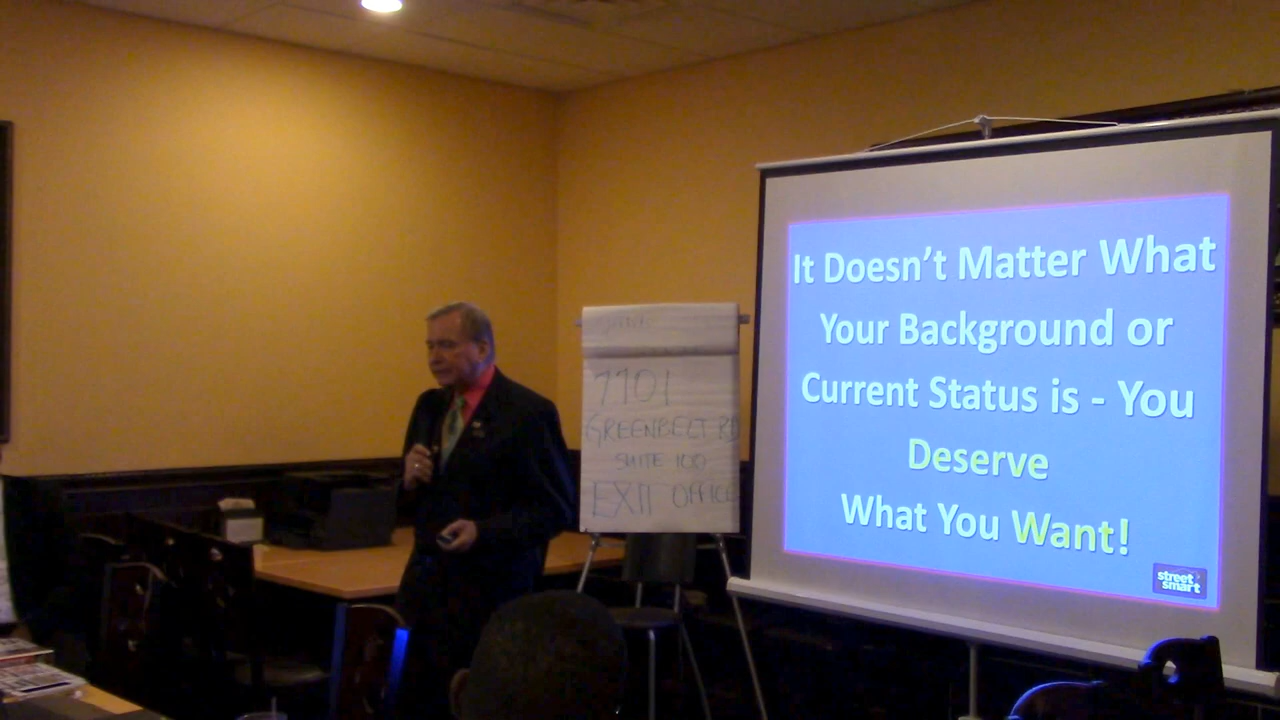 7701
GREENBELT RD
SUITE 100
EXIT OFFICE
It Doesn't Matter What
Your Background or
Current Status is - You
Deserve
What You Want!
street
smart